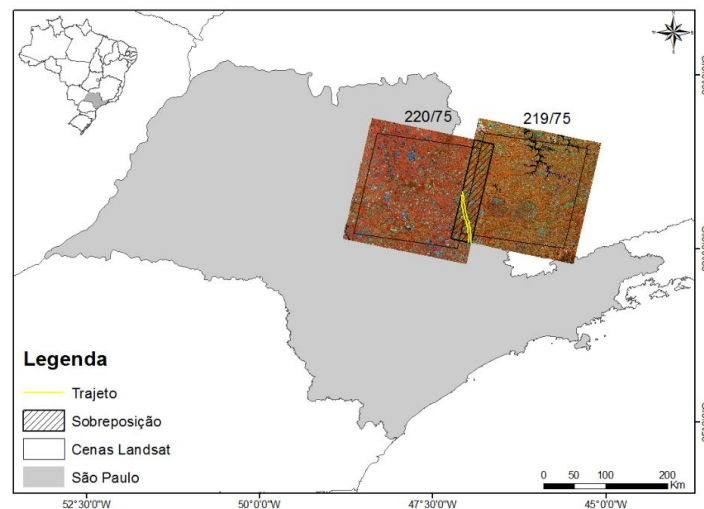 220/75
219/75
Legenda
Trajeto
Sobreposição
Cenas Landsat
São Paulo
0 50 100 200
Km
52°30'0"W
50°0'0"W
47°30'0"W
45°0'0"W